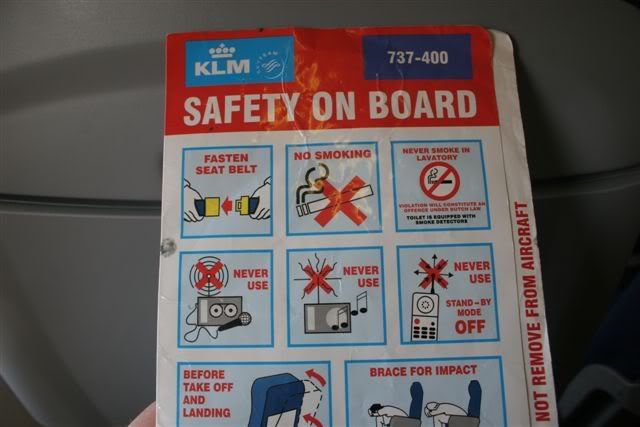 KLM
SKYTEAM
737-400
SAFETY ON BOARD
FASTEN
SEAT BELT
NO SMOKING
NEVER SMOKE IN
LAVATORY
VIOLATION WILL CONSTITUTE AN
OFFENCE UNDER DUTCH LAW
TOILET IS EQUIPPED WITH
SMOKE DETECTORS
NEVER
USE
NEVER
USE
NEVER
USE
STAND-BY
MODE
OFF
BEFORE
TAKE OFF
AND
LANDING
BRACE FOR IMPACT
NOT REMOVE FROM AIRCRAFT